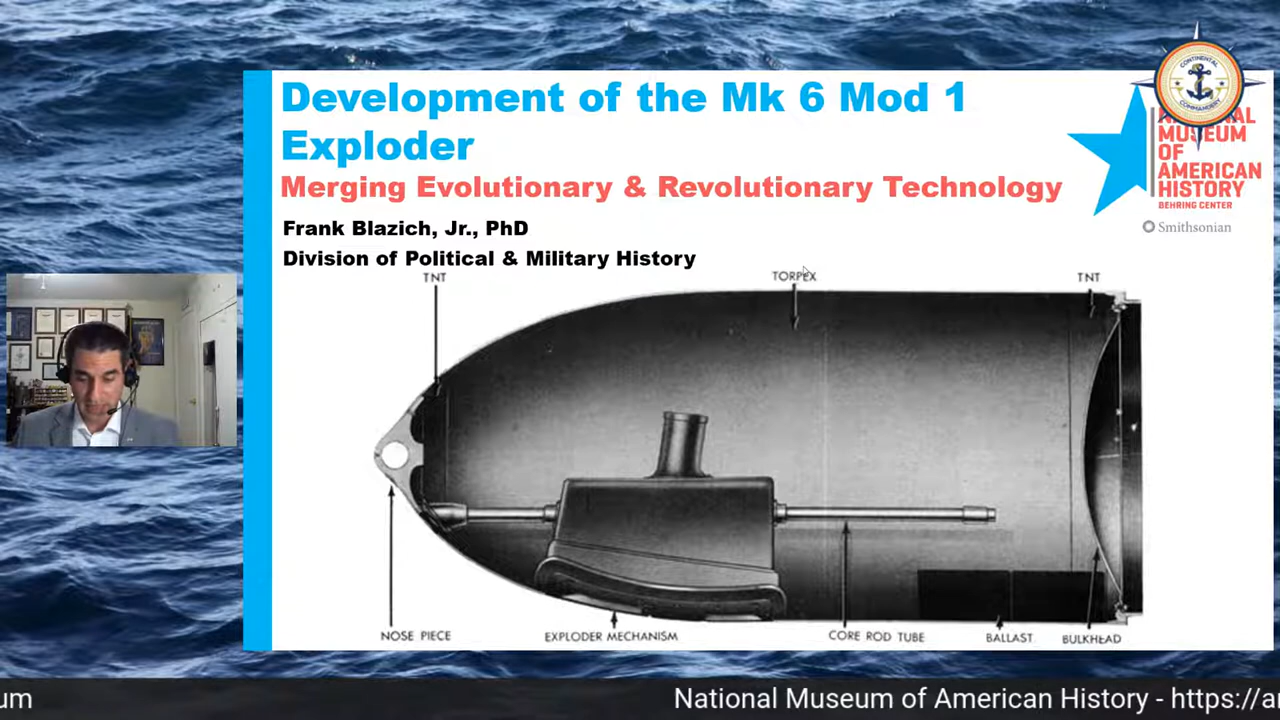 Development of the Mk 6 Mod 1
Exploder
Merging Evolutionary & Revolutionary Technology
Frank Blazich, Jr., PhD
Division of Political & Military History
CONTINENTAL
COMMANDERY
NATIONAL
MUSEUM
OF
AMERICAN
HISTORY
BEHRING CENTER
Smithsonian
TNT
TORPEX
TNT
NOSE PIECE
EXPLODER MECHANISM
CORE ROD TUBE
BALLAST
BULKHEAD
um
National Museum of American History - https://a